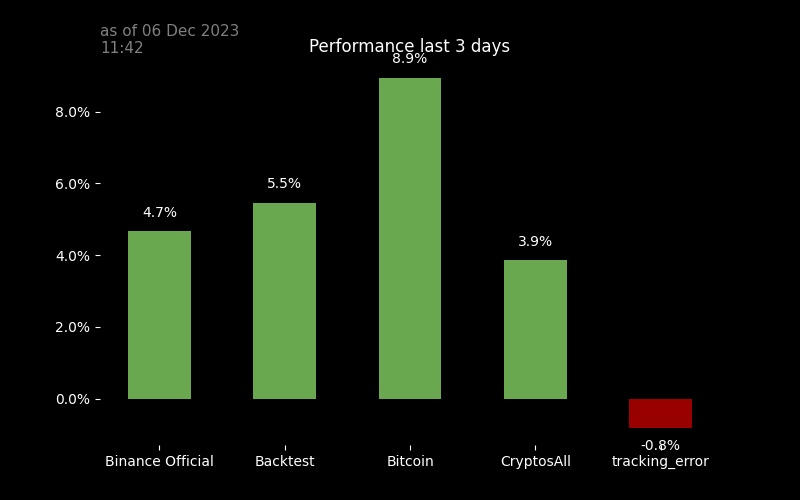 as of 06 Dec 2023
11:42
Performance last 3 days
8.9%
8.0%
6.0%
5.5%
4.7%
4.0%
3.9%
2.0%
0.0%
-0.8%
Binance Official
Backtest
Bitcoin
CryptosAll
tracking_error